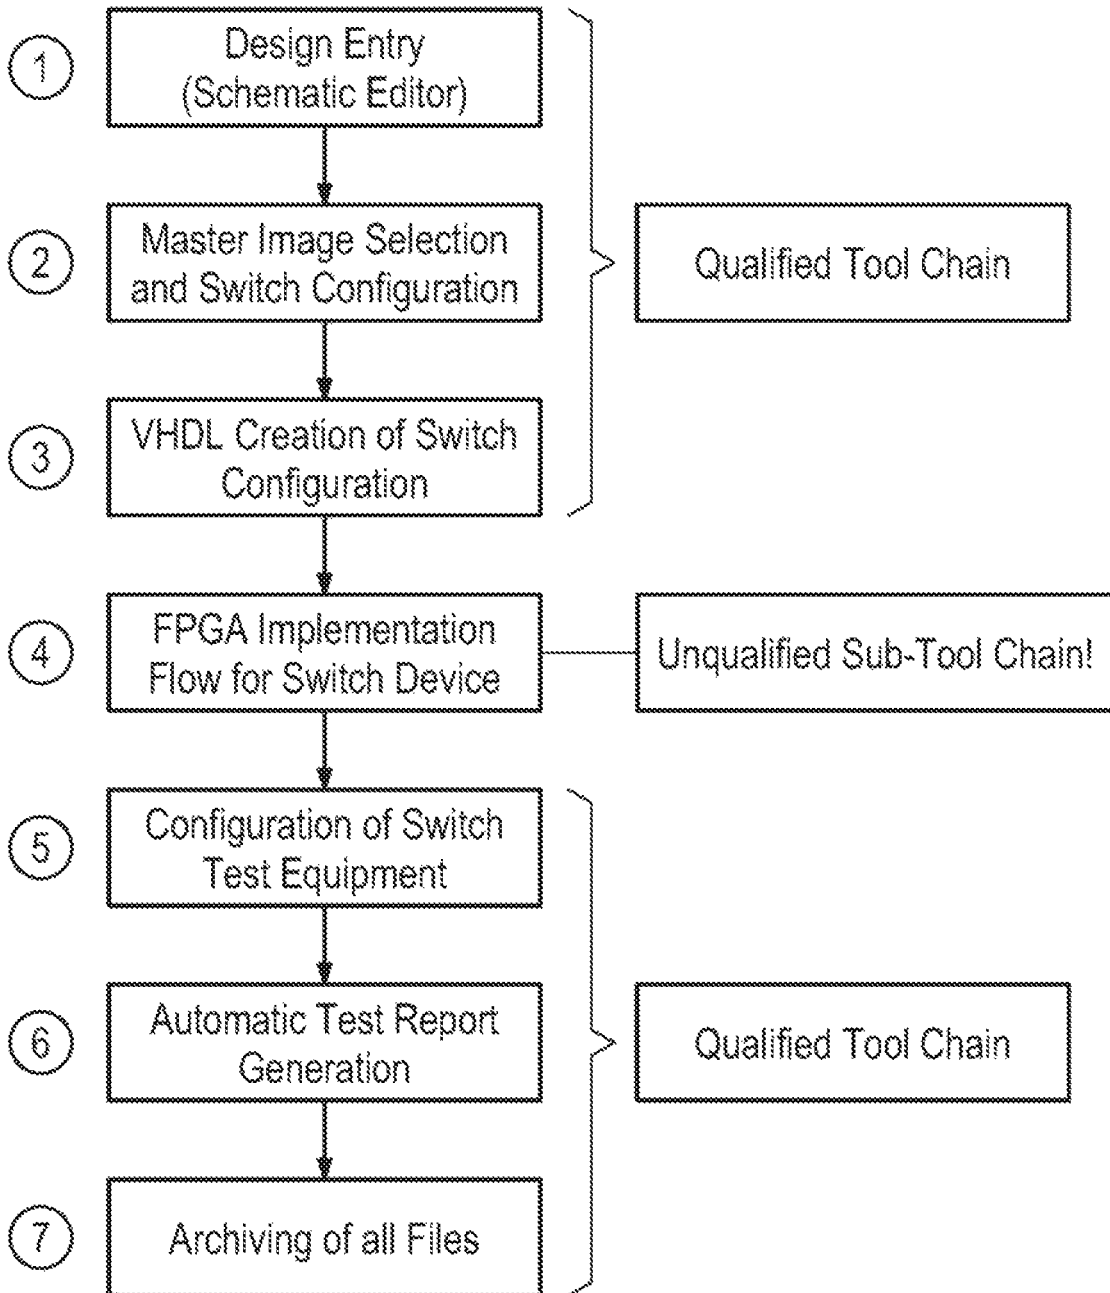 1
Design Entry
(Schematic Editor)
2
Master Image Selection
and Switch Configuration
Qualified Tool Chain
3
VHDL Creation of Switch
Configuration
4
FPGA Implementation
Flow for Switch Device
Unqualified Sub-Tool Chain!
5
Configuration of Switch
Test Equipment
6
Automatic Test Report
Generation
Qualified Tool Chain
7
Archiving of all Files